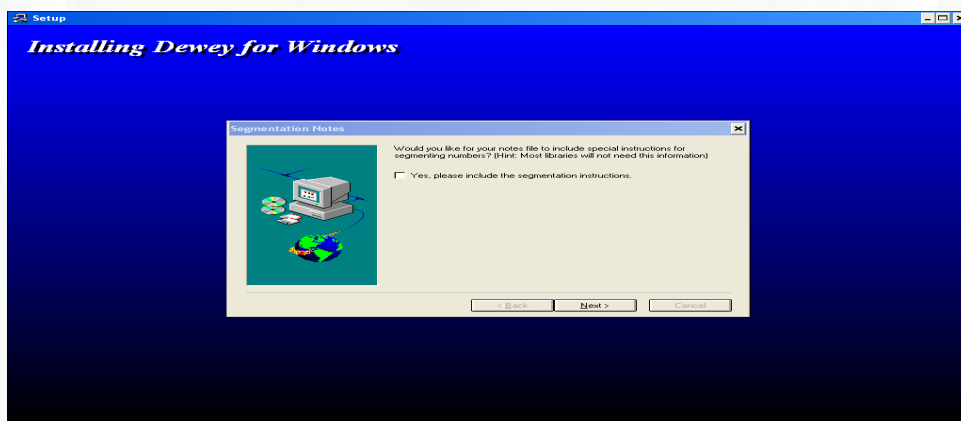 Setup
Installing Dewey for Windows
Segmentation Notes
Would you like for your notes file to include special instructions for
segmenting numbers? (Hint: Most libraries will not need this information)
Yes, please include the segmentation instructions.
< Back
Next >
Cancel